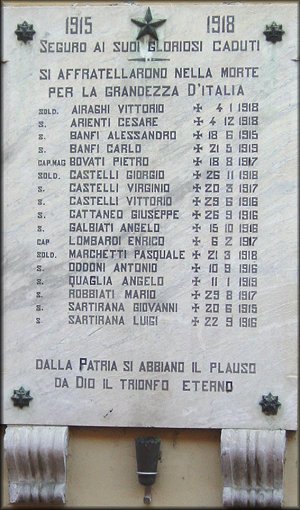 1915 1918
SEGURO AI SUOI GLORIOSI CADUTI
SI AFFRATELLARONO NELLA MORTE
PER LA GRANDEZZA D'ITALIA
SOLD. AIRAGHI VITTORIO ✠ 4 1 1918
S. ARIENTI CESARE ✠ 4 12 1918
S. BANFI ALESSANDRO ✠ 18 6 1915
S. BANFI CARLO ✠ 21 5 1919
CAP.MAG BOVATI PIETRO ✠ 18 8 1917
SOLD. CASTELLI GIORGIO ✠ 26 11 1918
S. CASTELLI VIRGINIO ✠ 20 3 1917
S. CASTELLI VITTORIO ✠ 29 6 1918
S. CATTANEO GIUSEPPE ✠ 26 9 1916
S. GALBIATI ANGELO ✠ 15 10 1918
CAP LOMBARDI ENRICO ✠ 6 2 1917
SOLD. MARCHETTI PASQUALE ✠ 21 3 1918
S. ODDONI ANTONIO ✠ 10 9 1916
S. QUAGLIA ANGELO ✠ 11 1 1919
S. ROBBIATI MARIO ✠ 29 8 1917
S. SARTIRANA GIOVANNI ✠ 20 6 1915
S. SARTIRANA LUIGI ✠ 22 9 1916
DALLA PATRIA SI ABBIANO IL PLAUSO
DA DIO IL TRIONFO ETERNO